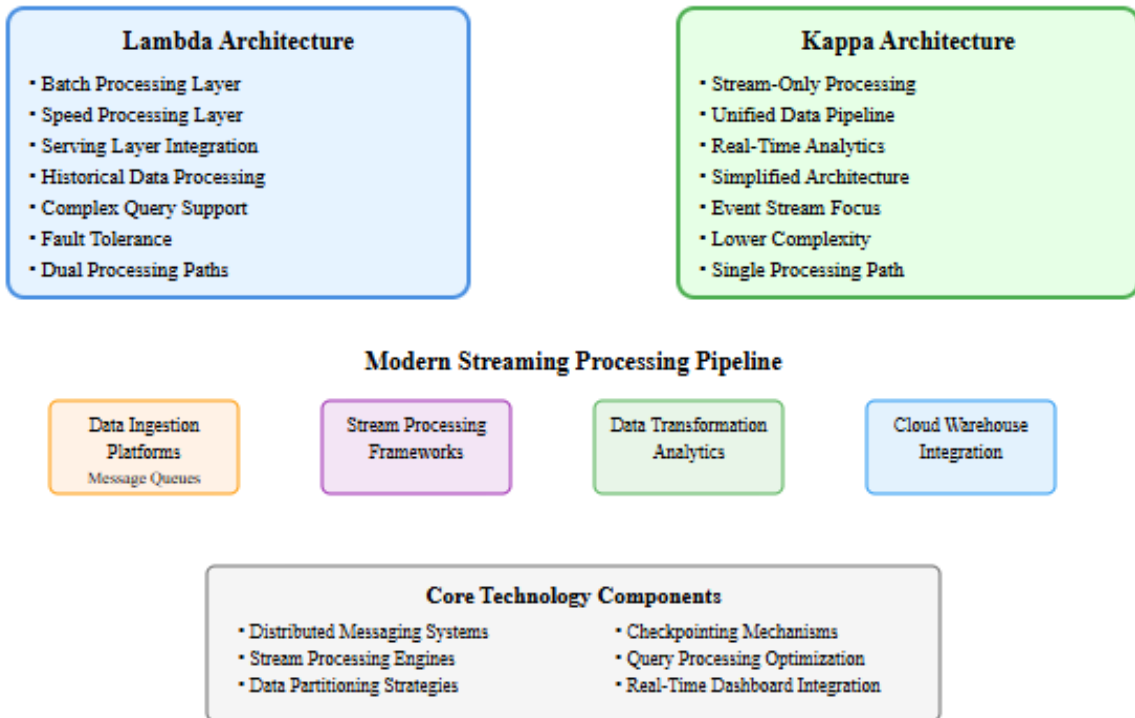 Lambda Architecture
• Batch Processing Layer
• Speed Processing Layer
• Serving Layer Integration
• Historical Data Processing
• Complex Query Support
• Fault Tolerance
• Dual Processing Paths
Kappa Architecture
• Stream-Only Processing
• Unified Data Pipeline
• Real-Time Analytics
• Simplified Architecture
• Event Stream Focus
• Lower Complexity
• Single Processing Path
Modern Streaming Processing Pipeline
Data Ingestion
Platforms
Message Queues
Stream Processing
Frameworks
Data Transformation
Analytics
Cloud Warehouse
Integration
Core Technology Components
• Distributed Messaging Systems
• Stream Processing Engines
• Data Partitioning Strategies
• Checkpointing Mechanisms
• Query Processing Optimization
• Real-Time Dashboard Integration